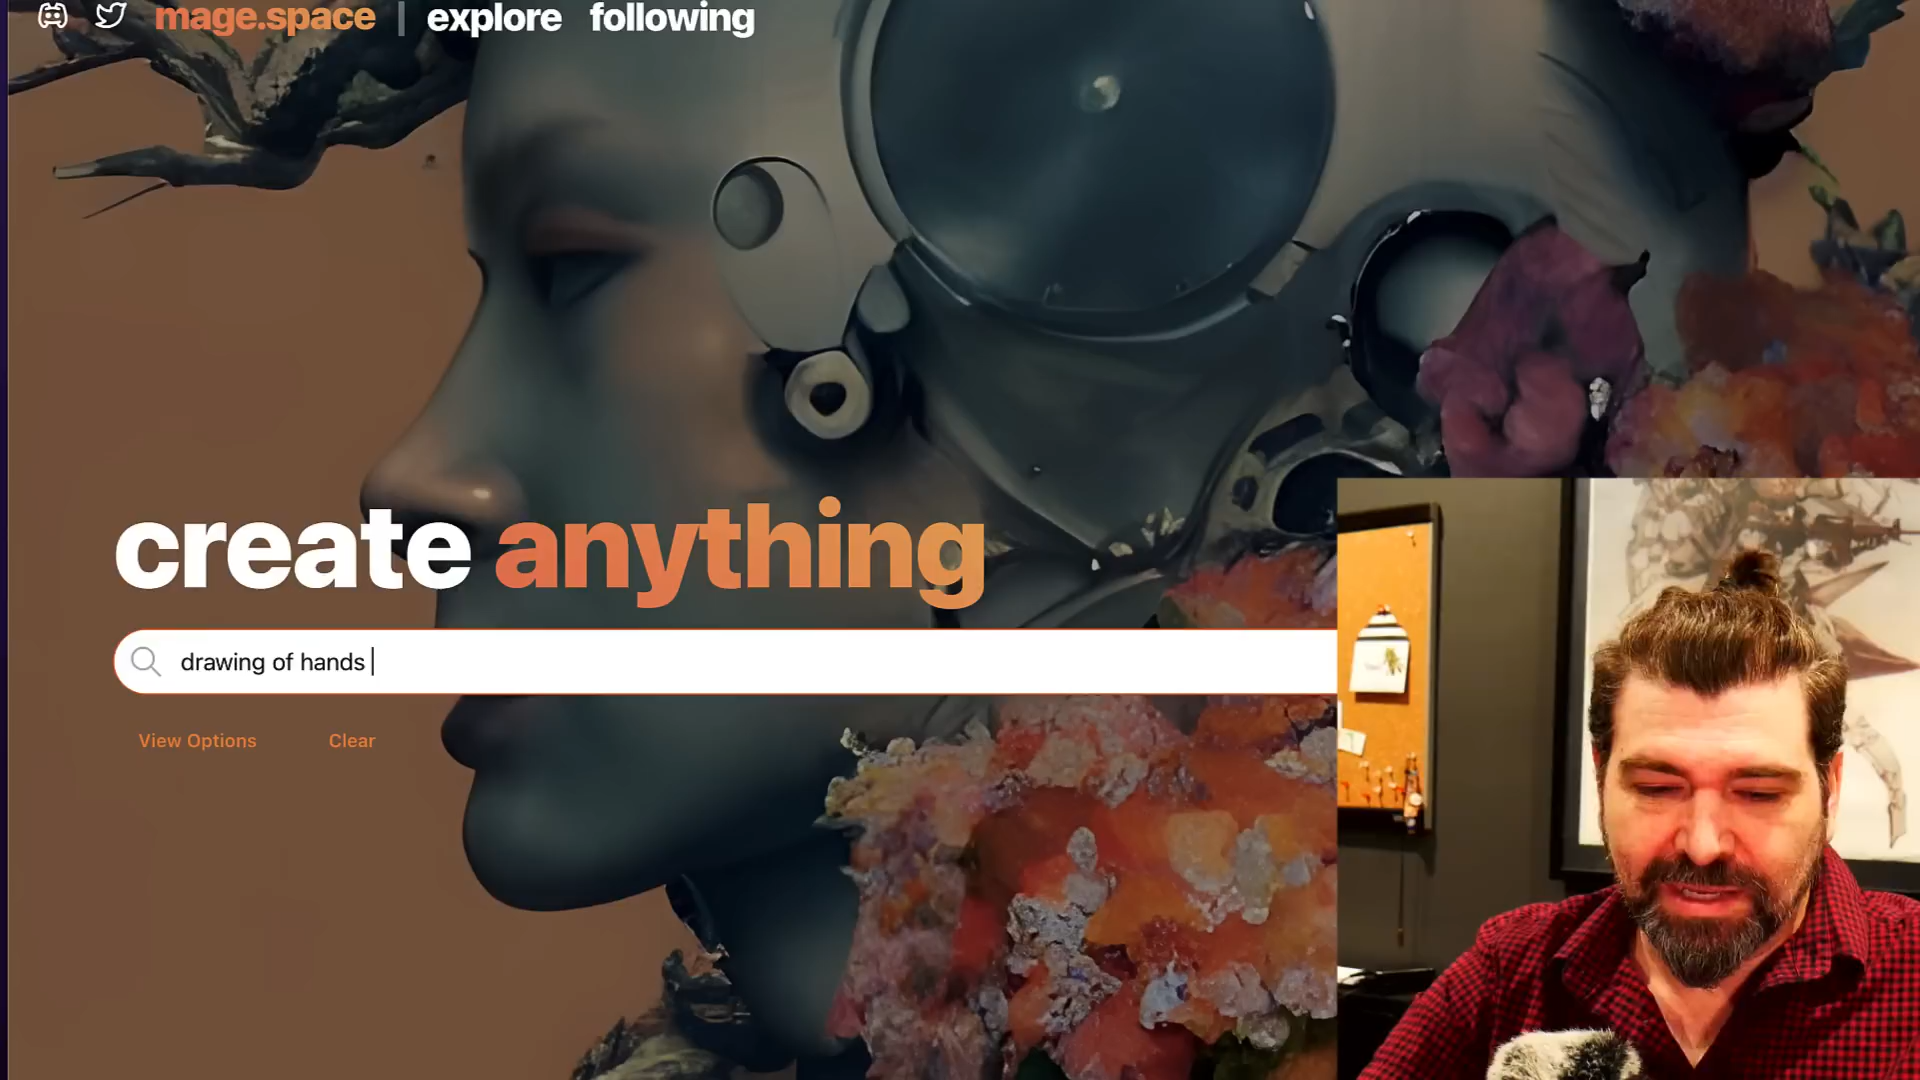 mage.space | explore following
create anything
drawing of hands
View Options Clear